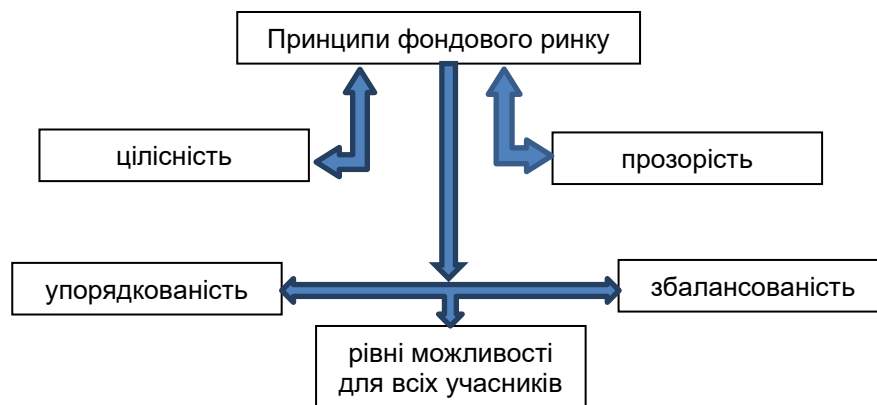 Принципи фондового ринку
цілісність
прозорість
упорядкованість
збалансованість
рівні можливості
для всіх учасників